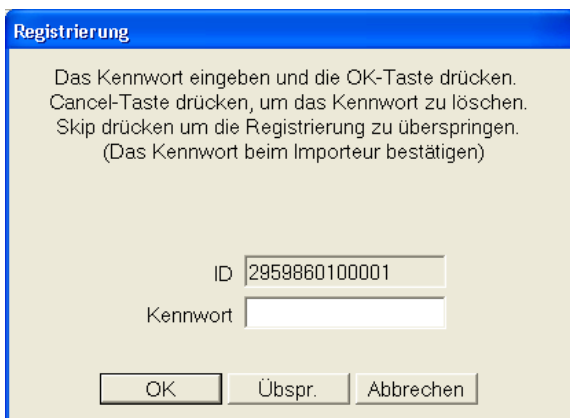 Registrierung
Das Kennwort eingeben und die OK-Taste drücken.
Cancel-Taste drücken, um das Kennwort zu löschen.
Skip drücken um die Registrierung zu überspringen.
(Das Kennwort beim Importeur bestätigen)
ID 2959860100001
Kennwort
OK Übspr. Abbrechen